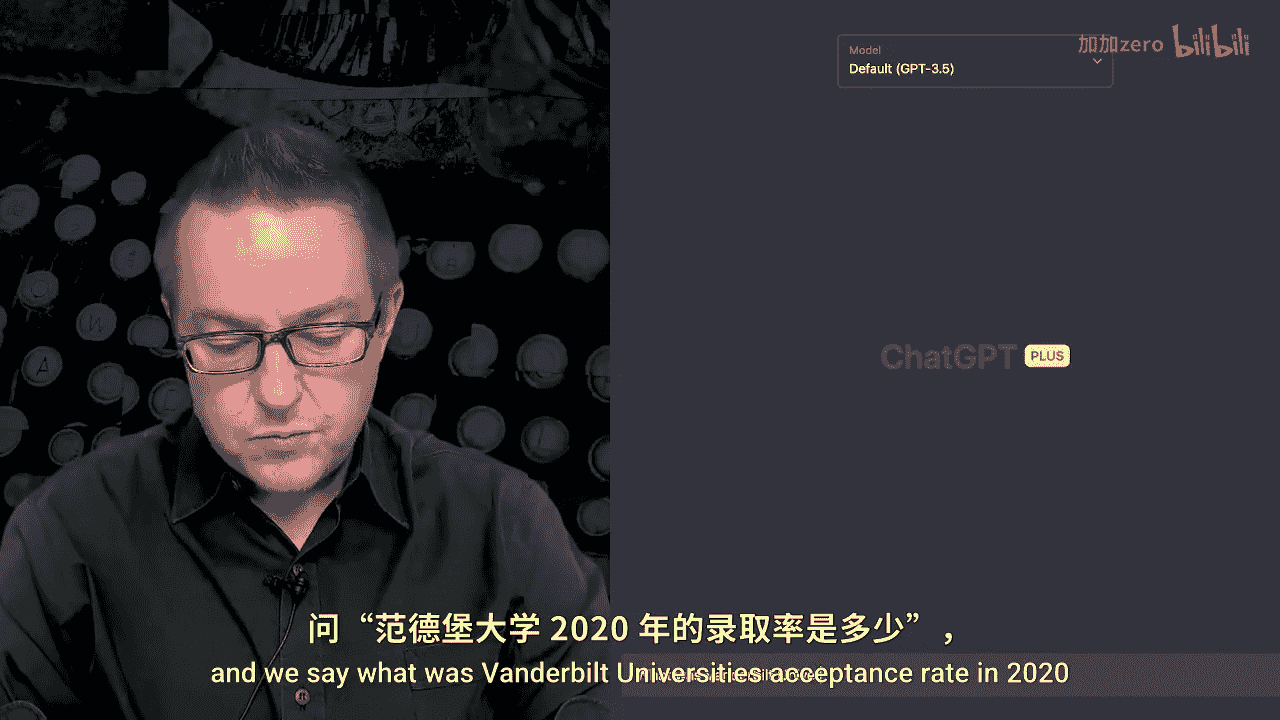 加加zero bilibili
Model
Default (GPT-3.5)
ChatGPT PLUS
问“范德堡大学 2020 年的录取率是多少”，
and we say what was Vanderbilt Universities acceptance rate in 2020